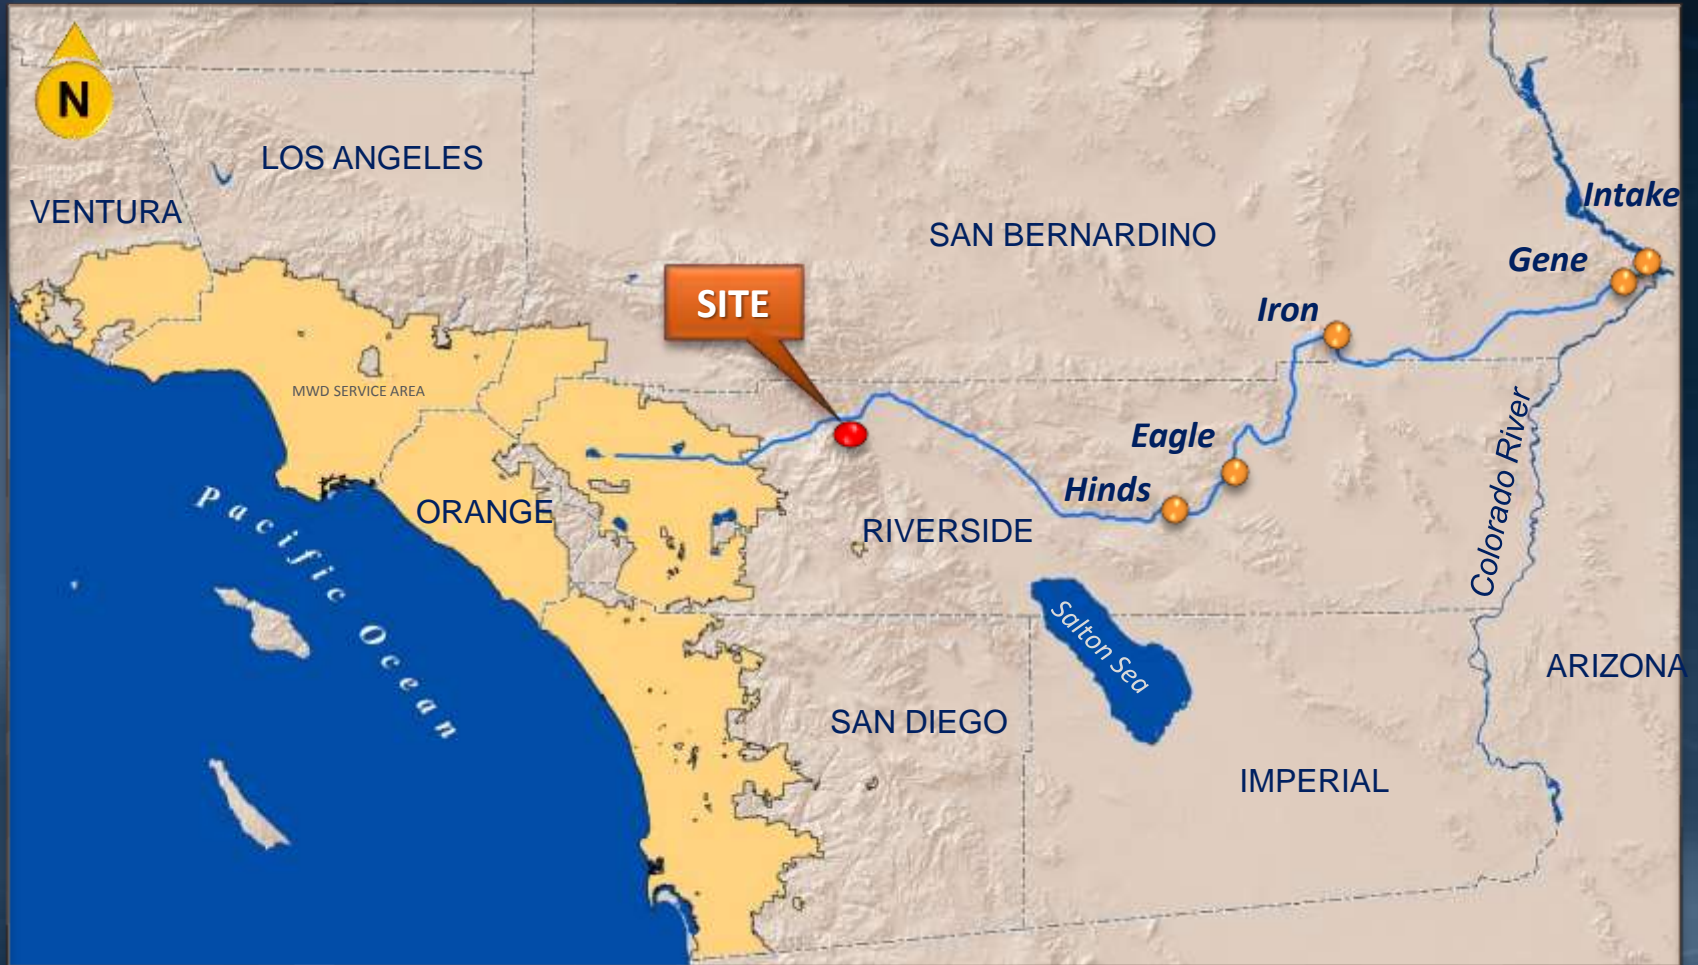 N
LOS ANGELES
VENTURA
Intake
SAN BERNARDINO
Gene
SITE
Iron
MWD SERVICE AREA
Colorado River
Eagle
Hinds
Pacific Ocean
ORANGE
RIVERSIDE
Salton Sea
ARIZONA
SAN DIEGO
IMPERIAL